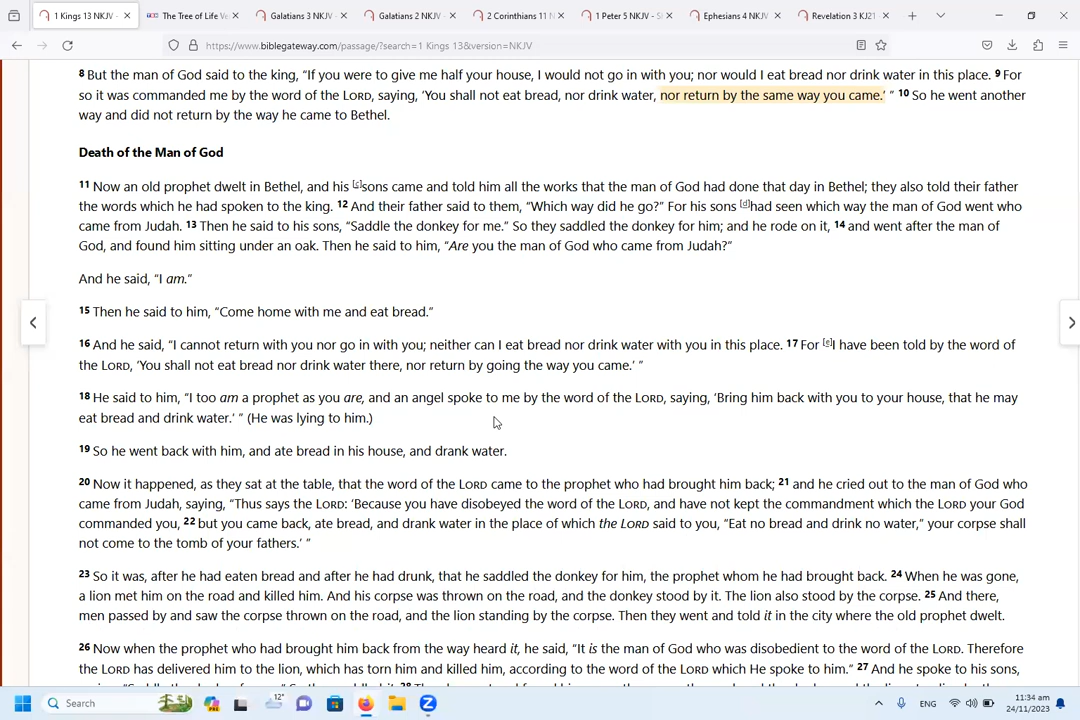 1 Kings 13 NKJV -
The Tree of Life Ve
Galatians 3 NKJV -
Galatians 2 NKJV -
2 Corinthians 11 N
1 Peter 5 NKJV - St
Ephesians 4 NKJV
Revelation 3 KJ21
https://www.biblegateway.com/passage/?search=1 Kings 13&version=NKJV
8 But the man of God said to the king, “If you were to give me half your house, I would not go in with you; nor would I eat bread nor drink water in this place. 9 For
so it was commanded me by the word of the LORD, saying, ‘You shall not eat bread, nor drink water, nor return by the same way you came.’ ” 10 So he went another
way and did not return by the way he came to Bethel.
Death of the Man of God
11 Now an old prophet dwelt in Bethel, and his [c]sons came and told him all the works that the man of God had done that day in Bethel; they also told their father
the words which he had spoken to the king. 12 And their father said to them, “Which way did he go?” For his sons [d]had seen which way the man of God went who
came from Judah. 13 Then he said to his sons, “Saddle the donkey for me.” So they saddled the donkey for him; and he rode on it, 14 and went after the man of
God, and found him sitting under an oak. Then he said to him, “Are you the man of God who came from Judah?”
And he said, “I am.”
15 Then he said to him, “Come home with me and eat bread.”
16 And he said, “I cannot return with you nor go in with you; neither can I eat bread nor drink water with you in this place. 17 For [e]I have been told by the word of
the LORD, ‘You shall not eat bread nor drink water there, nor return by going the way you came.’ ”
18 He said to him, “I too am a prophet as you are, and an angel spoke to me by the word of the LORD, saying, ‘Bring him back with you to your house, that he may
eat bread and drink water.’ ” (He was lying to him.)
19 So he went back with him, and ate bread in his house, and drank water.
20 Now it happened, as they sat at the table, that the word of the LORD came to the prophet who had brought him back; 21 and he cried out to the man of God who
came from Judah, saying, “Thus says the LORD: ‘Because you have disobeyed the word of the LORD, and have not kept the commandment which the LORD your God
commanded you, 22 but you came back, ate bread, and drank water in the place of which the LORD said to you, “Eat no bread and drink no water,” your corpse shall
not come to the tomb of your fathers.’ ”
23 So it was, after he had eaten bread and after he had drunk, that he saddled the donkey for him, the prophet whom he had brought back. 24 When he was gone,
a lion met him on the road and killed him. And his corpse was thrown on the road, and the donkey stood by it. The lion also stood by the corpse. 25 And there,
men passed by and saw the corpse thrown on the road, and the lion standing by the corpse. Then they went and told it in the city where the old prophet dwelt.
26 Now when the prophet who had brought him back from the way heard it, he said, “It is the man of God who was disobedient to the word of the LORD. Therefore
the LORD has delivered him to the lion, which has torn him and killed him, according to the word of the LORD which He spoke to him.” 27 And he spoke to his sons,
Search
12°
ENG
11:34 am
24/11/2023